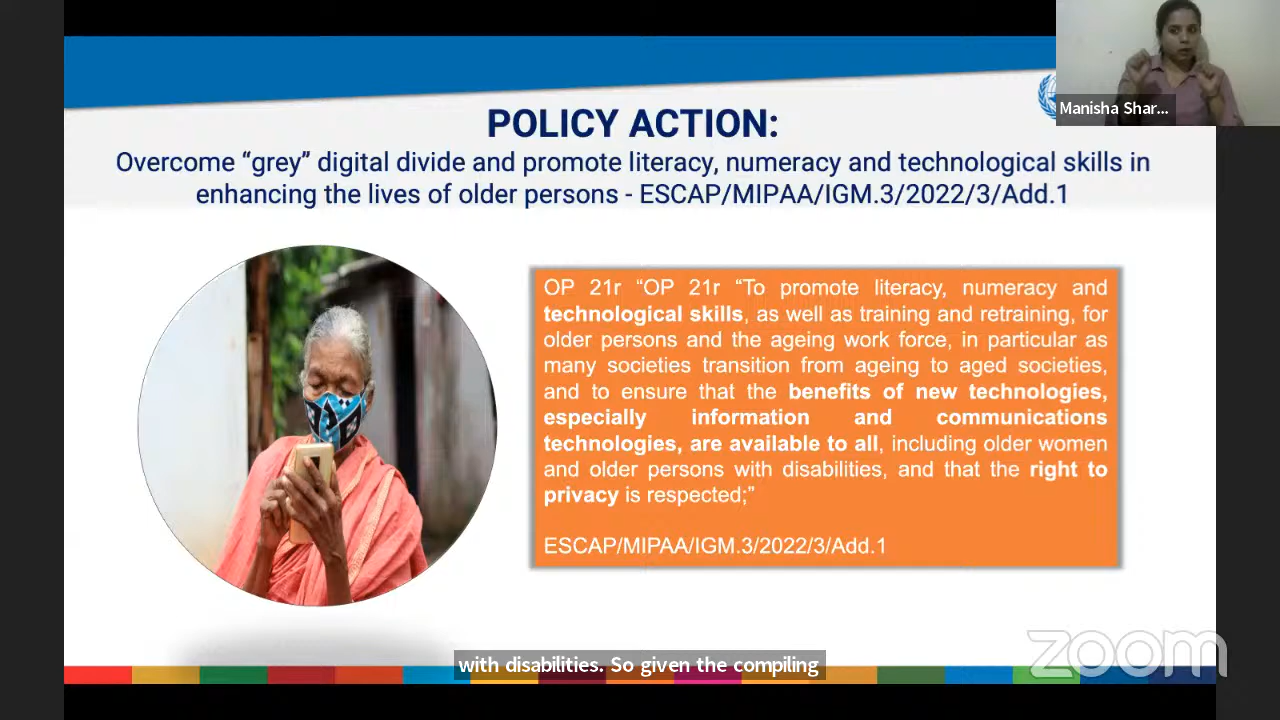 Manisha Shar...
POLICY ACTION:
Overcome “grey” digital divide and promote literacy, numeracy and technological skills in
enhancing the lives of older persons - ESCAP/MIPAA/IGM.3/2022/3/Add.1
OP 21r “OP 21r “To promote literacy, numeracy and
technological skills, as well as training and retraining, for
older persons and the ageing work force, in particular as
many societies transition from ageing to aged societies,
and to ensure that the benefits of new technologies,
especially information and communications
technologies, are available to all, including older women
and older persons with disabilities, and that the right to
privacy is respected;”
ESCAP/MIPAA/IGM.3/2022/3/Add.1
zoom
with disabilities. So given the compiling